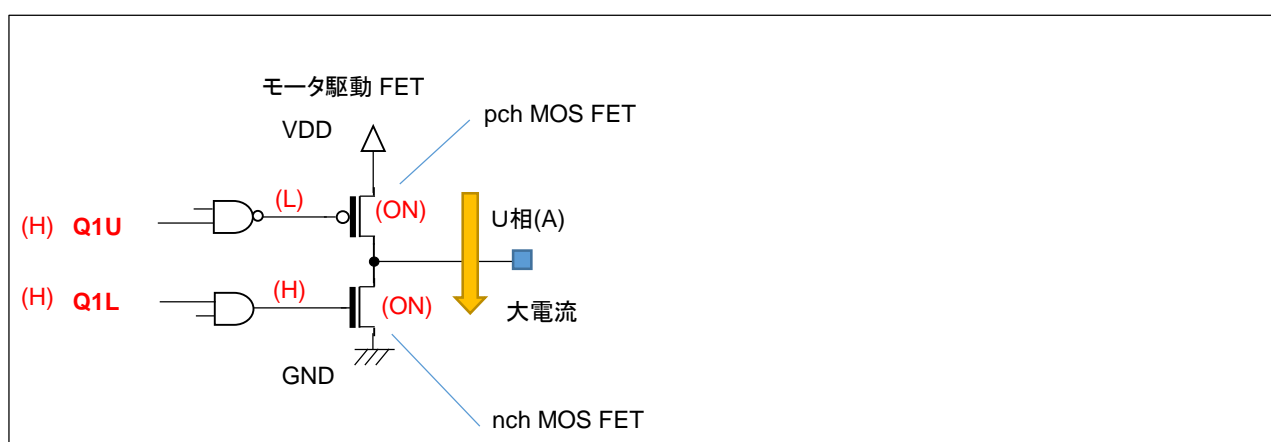 モータ駆動 FET
VDD
pch MOS FET
(L)
(H) Q1U
(ON)
U相(A)
(H) Q1L
(H)
(ON)
大電流
GND
nch MOS FET